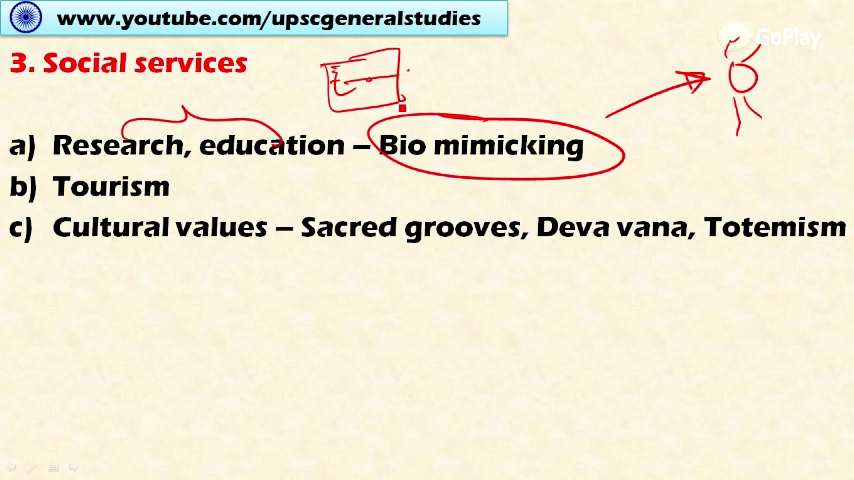 www.youtube.com/upscgeneralstudies
GoPlay
3. Social services
a) Research, education – Bio mimicking
b) Tourism
c) Cultural values – Sacred grooves, Deva vana, Totemism